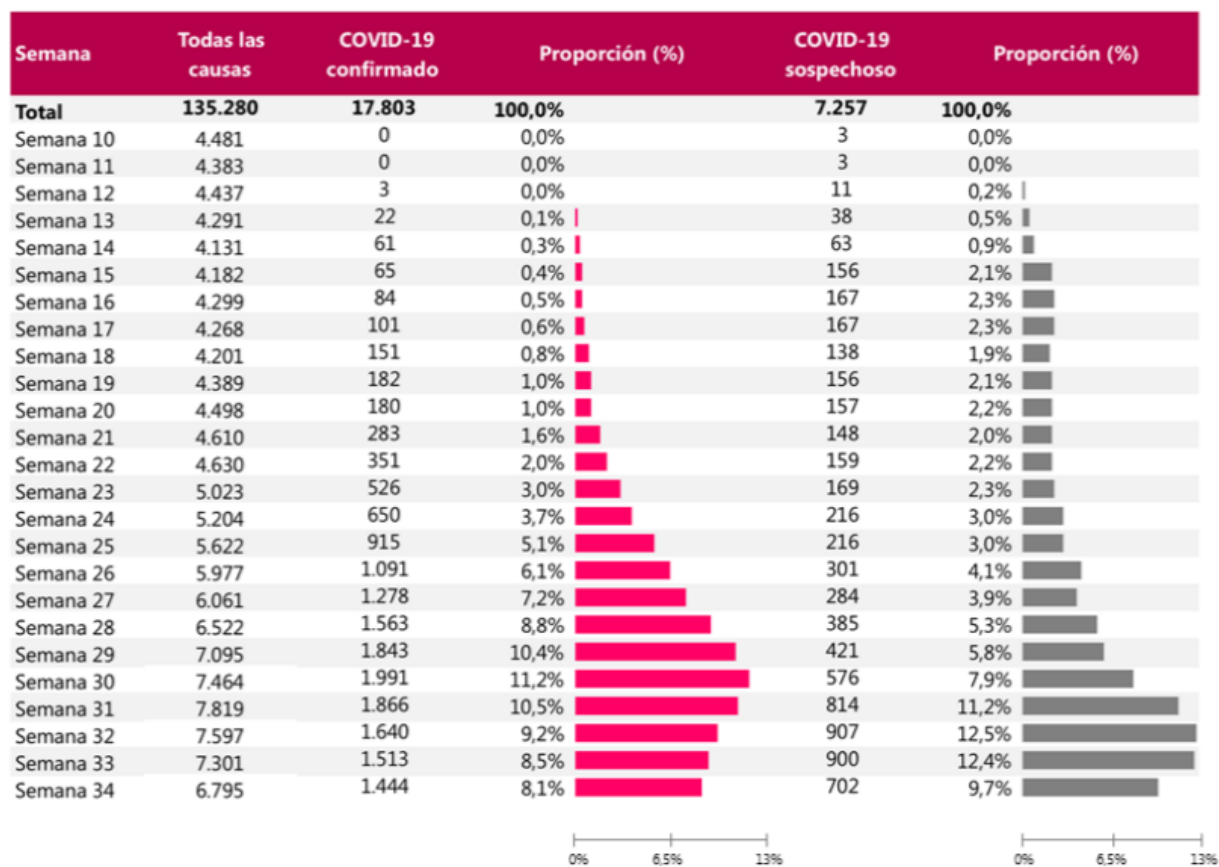 Semana Todas las causas COVID-19 confirmado Proporción (%) COVID-19 sospechoso Proporción (%)
Total 135.280 17.803 100,0% 7.257 100,0%
Semana 10 4.481 0 0,0% 3 0,0%
Semana 11 4.383 0 0,0% 3 0,0%
Semana 12 4.437 3 0,0% 11 0,2%
Semana 13 4.291 22 0,1% 38 0,5%
Semana 14 4.131 61 0,3% 63 0,9%
Semana 15 4.182 65 0,4% 156 2,1%
Semana 16 4.299 84 0,5% 167 2,3%
Semana 17 4.268 101 0,6% 167 2,3%
Semana 18 4.201 151 0,8% 138 1,9%
Semana 19 4.389 182 1,0% 156 2,1%
Semana 20 4.498 180 1,0% 157 2,2%
Semana 21 4.610 283 1,6% 148 2,0%
Semana 22 4.630 351 2,0% 159 2,2%
Semana 23 5.023 526 3,0% 169 2,3%
Semana 24 5.204 650 3,7% 216 3,0%
Semana 25 5.622 915 5,1% 216 3,0%
Semana 26 5.977 1.091 6,1% 301 4,1%
Semana 27 6.061 1.278 7,2% 284 3,9%
Semana 28 6.522 1.563 8,8% 385 5,3%
Semana 29 7.095 1.843 10,4% 421 5,8%
Semana 30 7.464 1.991 11,2% 576 7,9%
Semana 31 7.819 1.866 10,5% 814 11,2%
Semana 32 7.597 1.640 9,2% 907 12,5%
Semana 33 7.301 1.513 8,5% 900 12,4%
Semana 34 6.795 1.444 8,1% 702 9,7%
0% 6,5% 13% 0% 6,5% 13%